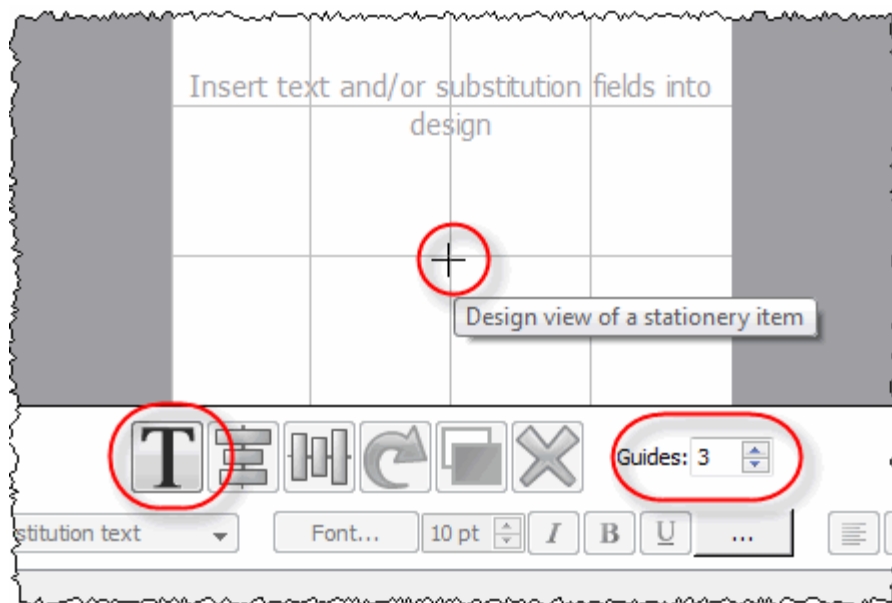 Insert text and/or substitution fields into
design
Design view of a stationery item
T
Guides: 3
stitution text
Font...
10 pt
I
B
U
...